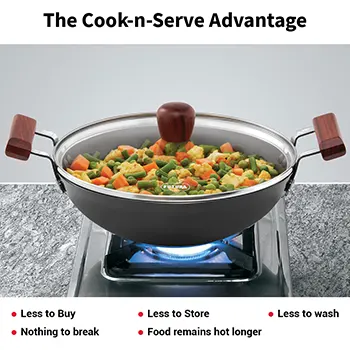 The Cook-n-Serve Advantage
• Less to Buy
• Less to Store
• Less to wash
• Nothing to break
• Food remains hot longer